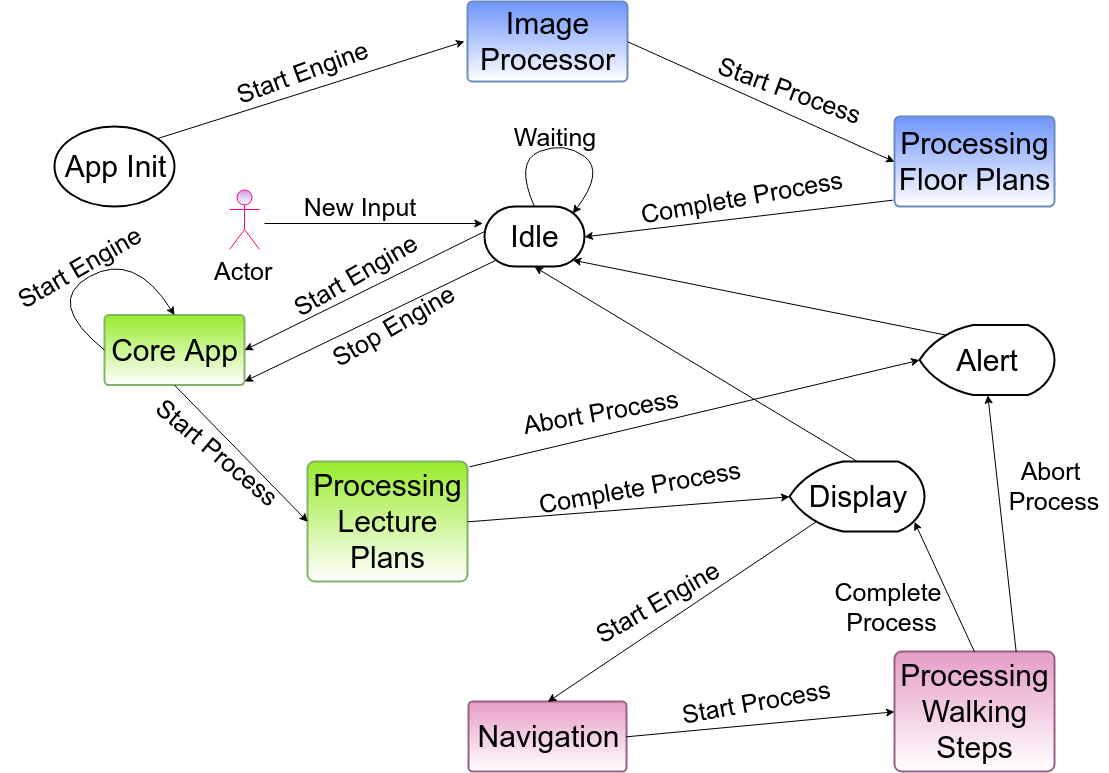 Image
Processor
Start Engine
Start Process
App Init
Waiting
Processing
Floor Plans
New Input
Complete Process
Idle
Actor
Start Engine
Start Engine
Stop Engine
Core App
Alert
Start Process
Abort Process
Abort
Process
Processing
Lecture
Plans
Complete Process
Display
Start Engine
Complete
Process
Navigation
Start Process
Processing
Walking
Steps